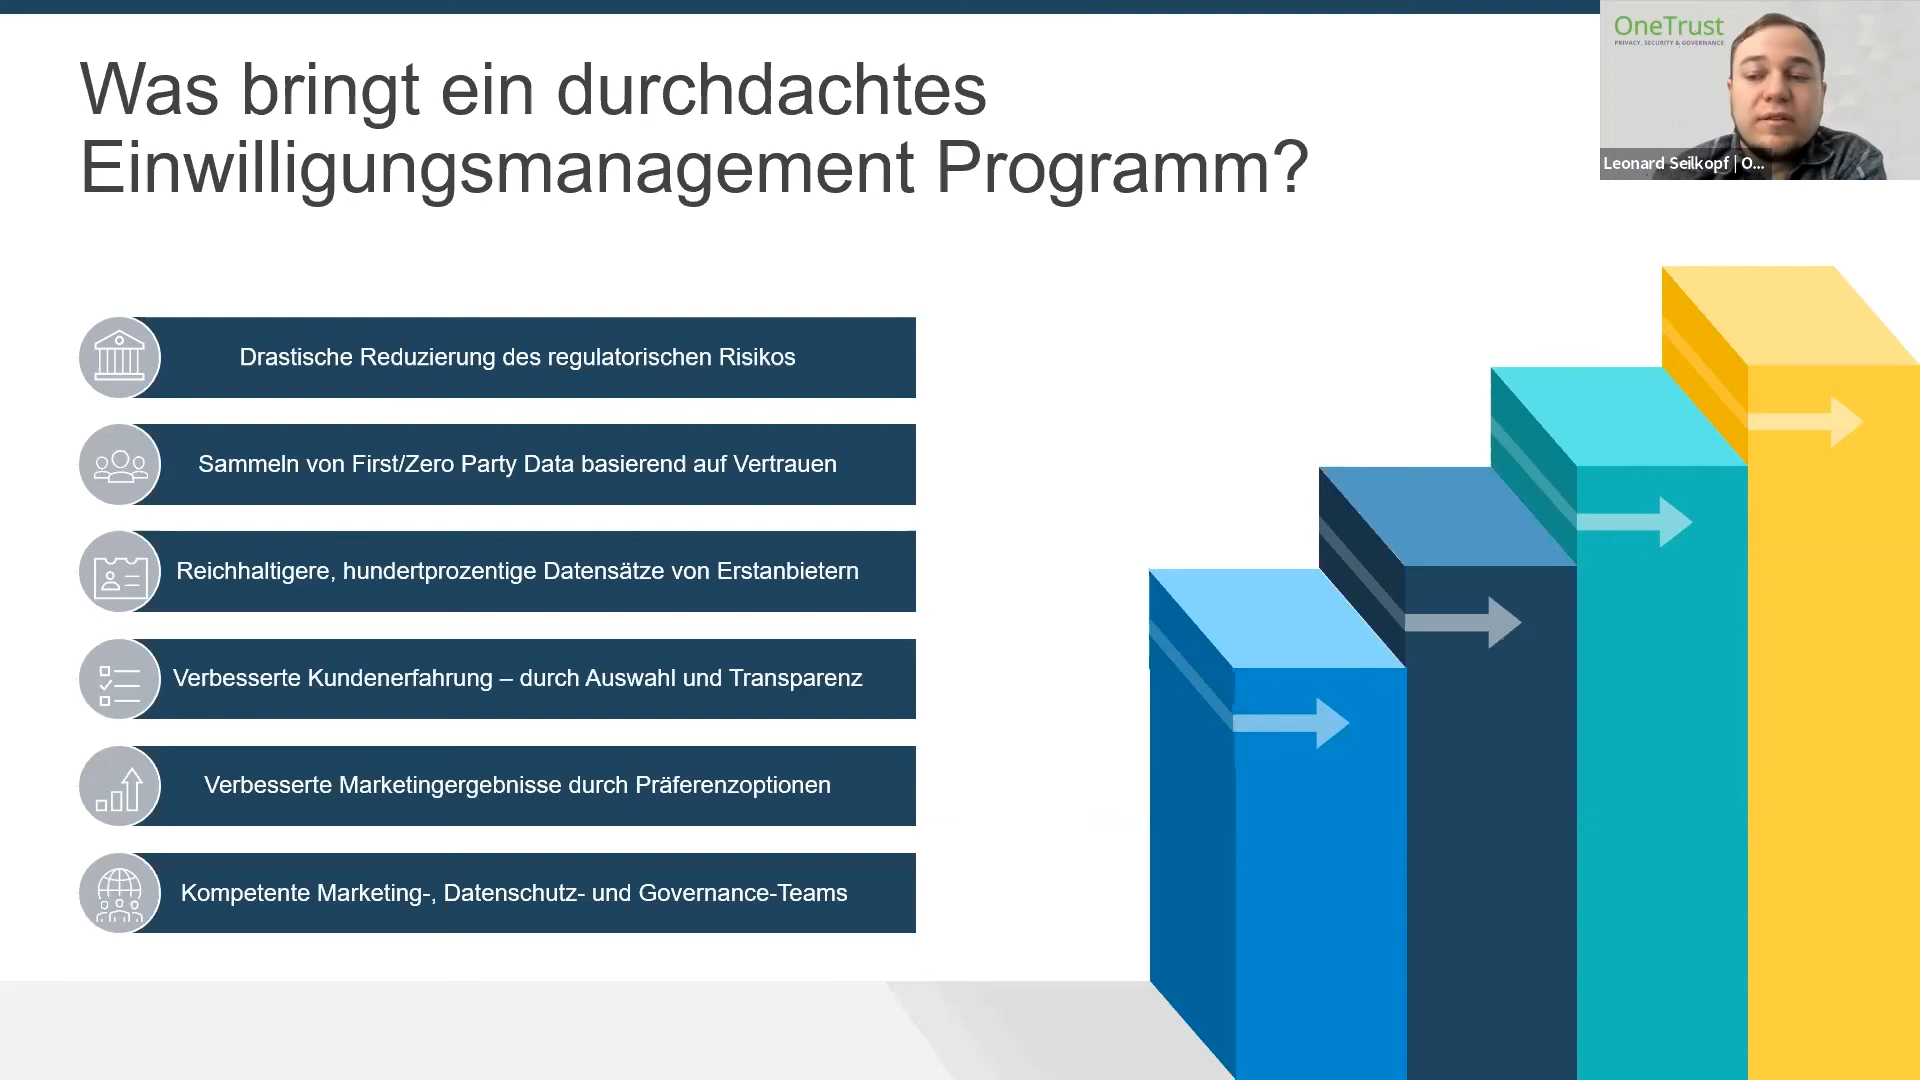 Was bringt ein durchdachtes
Einwilligungsmanagement Programm?
OneTrust
PRIVACY, SECURITY & GOVERNANCE
Leonard Seilkopf | O...
Drastische Reduzierung des regulatorischen Risikos
Sammeln von First/Zero Party Data basierend auf Vertrauen
Reichhaltigere, hundertprozentige Datensätze von Erstanbietern
Verbesserte Kundenerfahrung – durch Auswahl und Transparenz
Verbesserte Marketingergebnisse durch Präferenzoptionen
Kompetente Marketing-, Datenschutz- und Governance-Teams